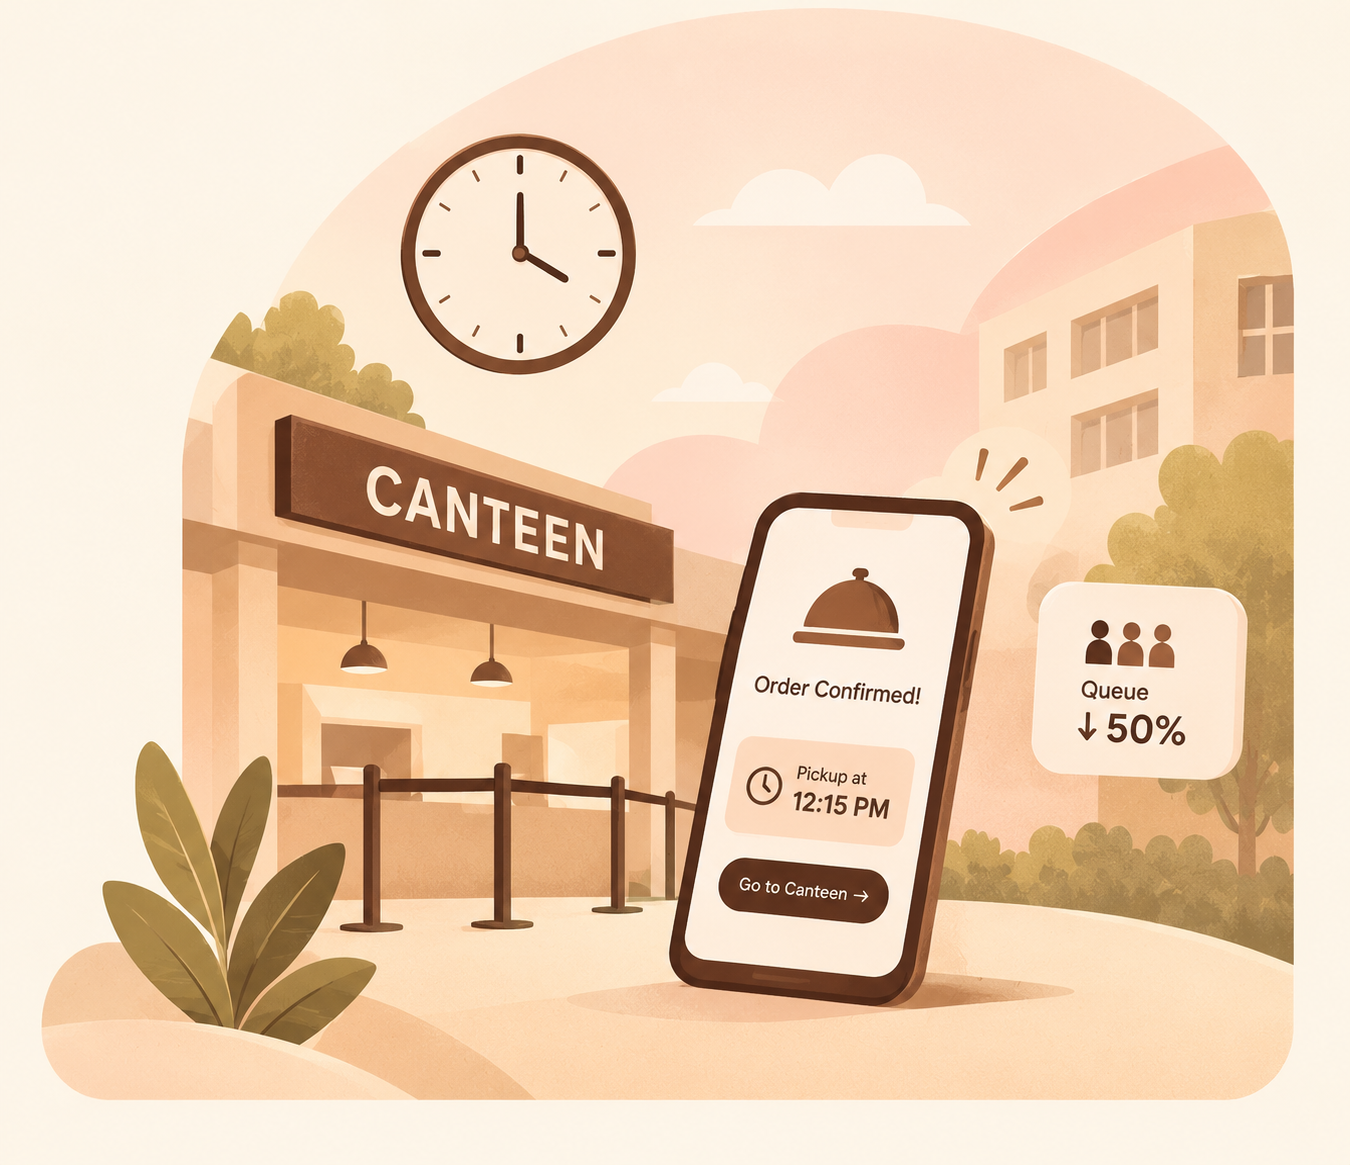 CANTEEN
Order Confirmed!
Pickup at
12:15 PM
Go to Canteen →
Queue
↓ 50%